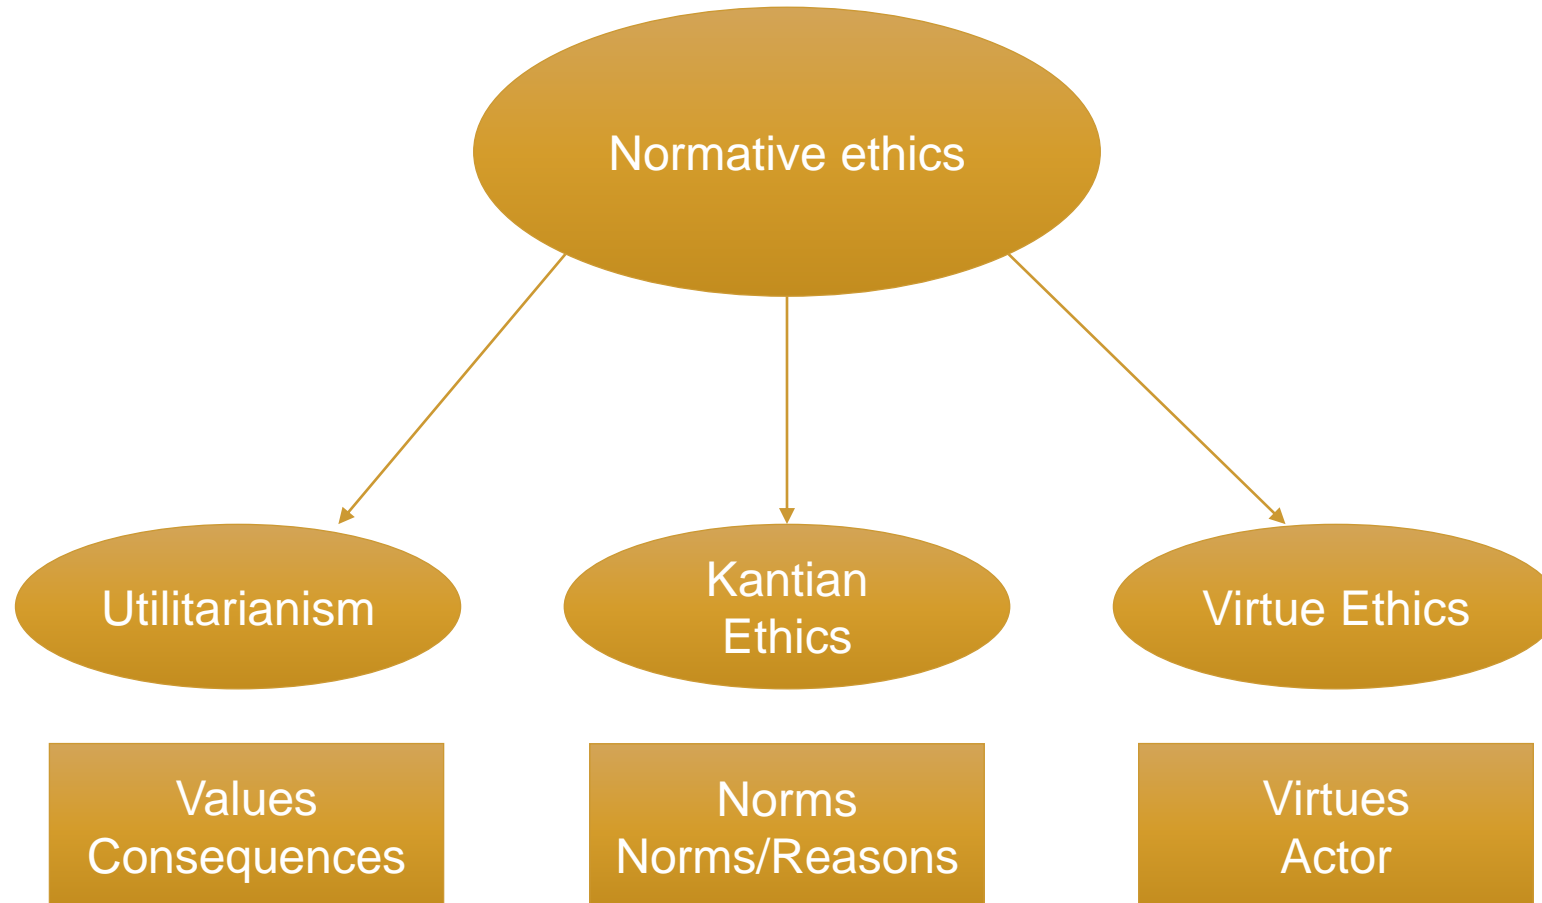 Normative ethics
Utilitarianism
Kantian
Ethics
Virtue Ethics
Values
Consequences
Norms
Norms/Reasons
Virtues
Actor